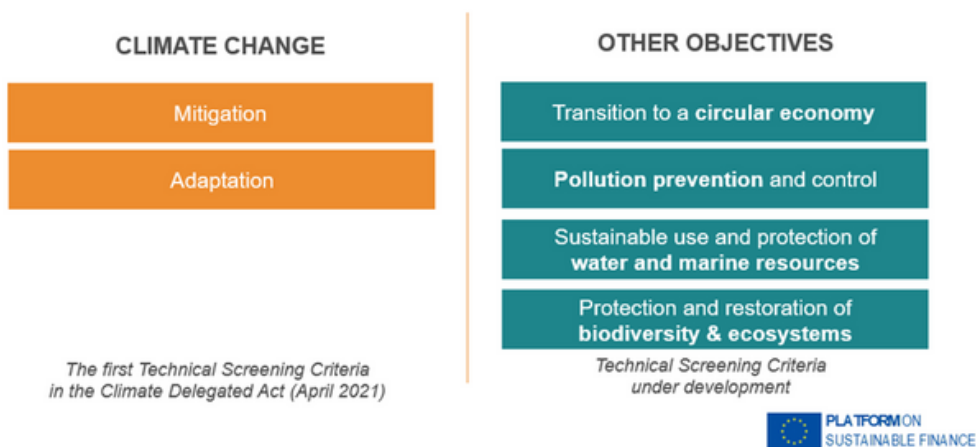 CLIMATE CHANGE
Mitigation
Adaptation
The first Technical Screening Criteria
in the Climate Delegated Act (April 2021)
OTHER OBJECTIVES
Transition to a circular economy
Pollution prevention and control
Sustainable use and protection of
water and marine resources
Protection and restoration of
biodiversity & ecosystems
Technical Screening Criteria
under development
PLATFORM ON
SUSTAINABLE FINANCE